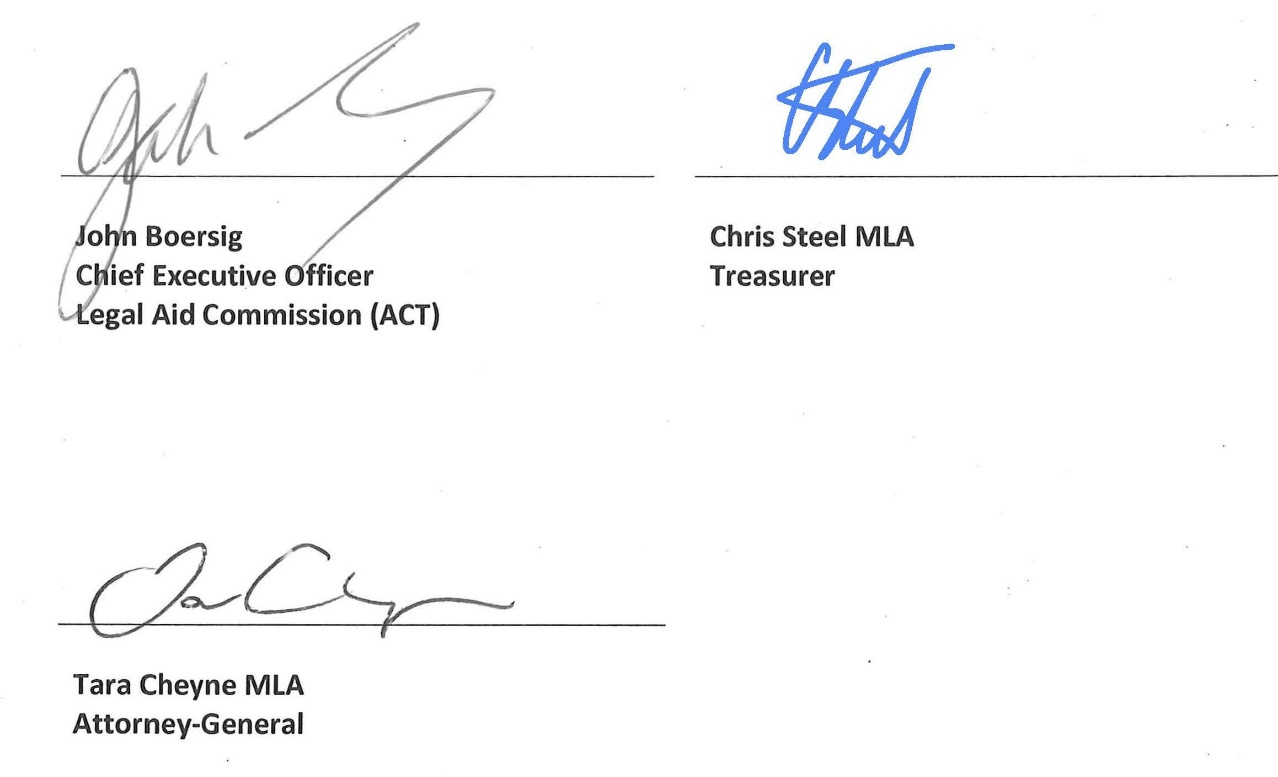 John Boersig
Chief Executive Officer
Legal Aid Commission (ACT)
Chris Steel MLA
Treasurer
Tara Cheyne MLA
Attorney-General